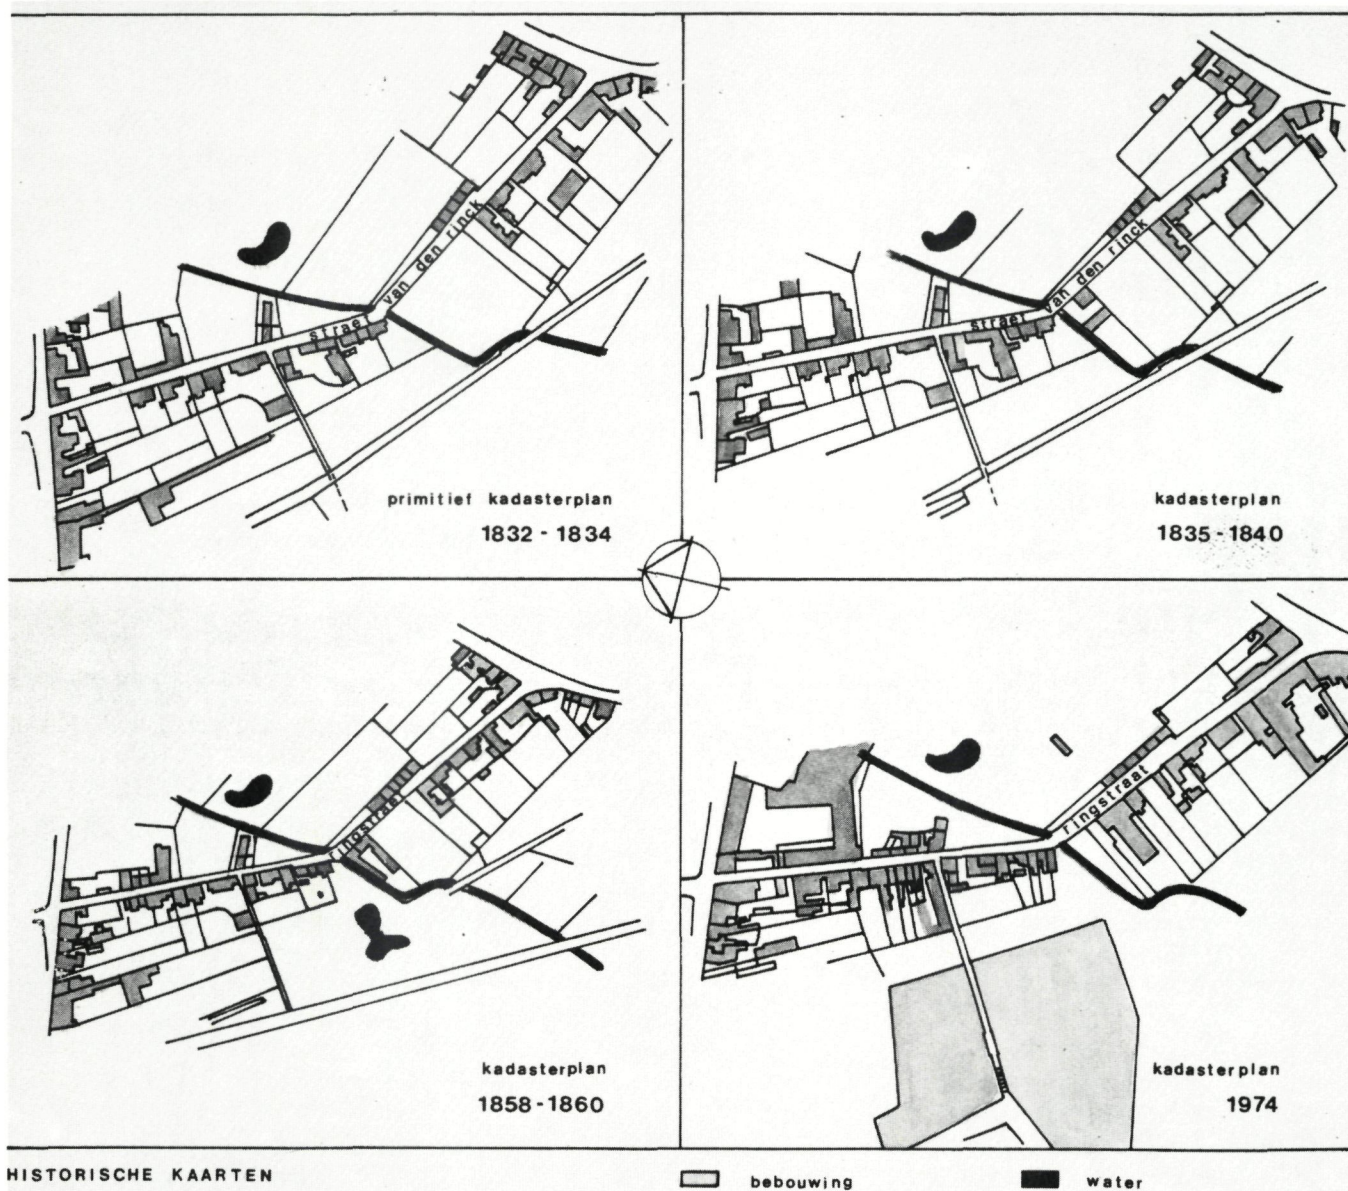 straet van den rinck
primitief kadasterplan
1832 - 1834
straet van den rinck
kadasterplan
1835 - 1840
ringstraat
kadasterplan
1858 - 1860
ringstraat
kadasterplan
1974
HISTORISCHE KAARTEN
bebouwing
water